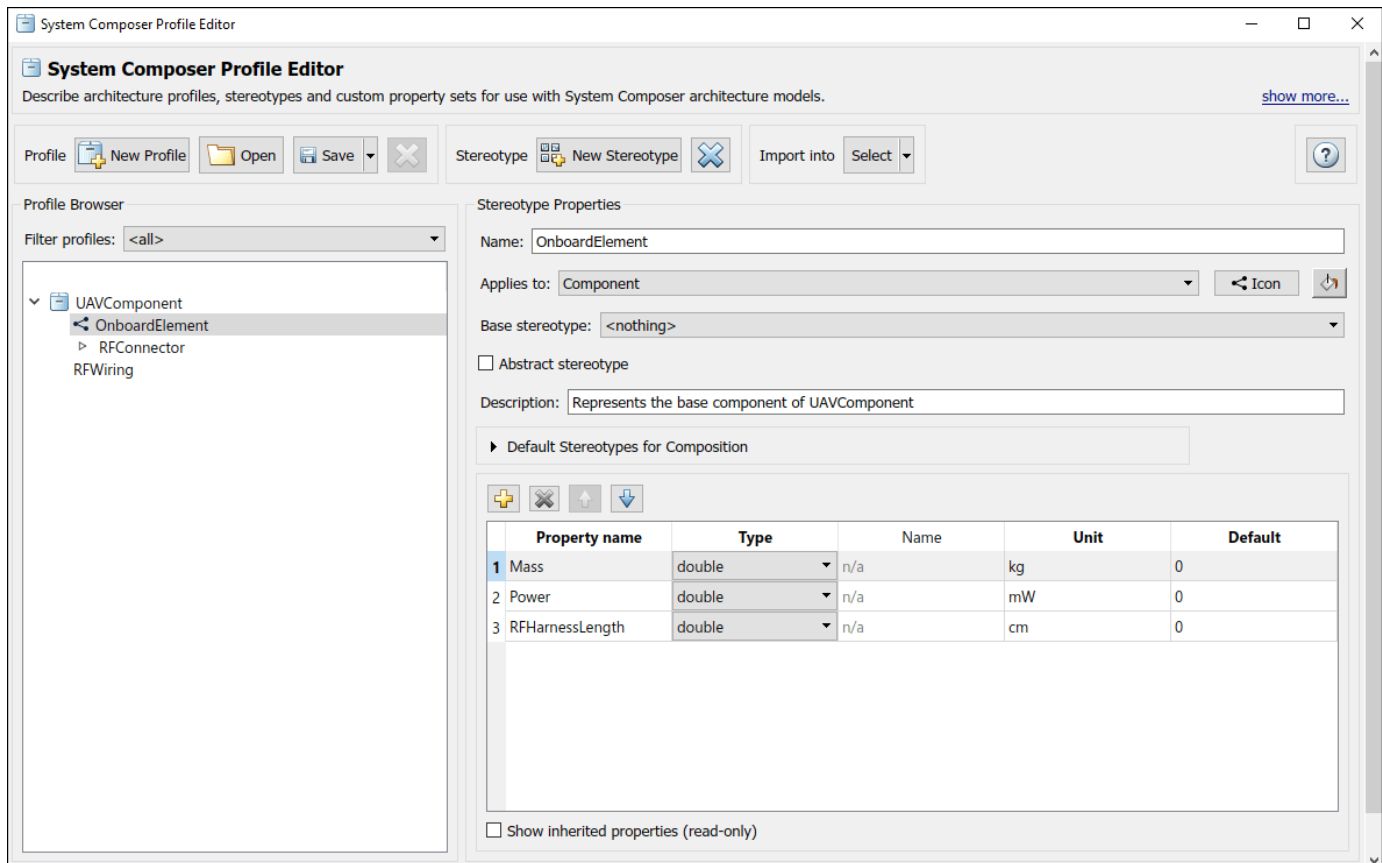 System Composer Profile Editor
System Composer Profile Editor
Describe architecture profiles, stereotypes and custom property sets for use with System Composer architecture models.
show more...
Profile New Profile Open Save Stereotype New Stereotype Import into Select ?
Profile Browser
Filter profiles: <all>
UAVComponent
OnboardElement
RFConnector
RFWiring
Stereotype Properties
Name: OnboardElement
Applies to: Component Icon
Base stereotype: <nothing>
Abstract stereotype
Description: Represents the base component of UAVComponent
Default Stereotypes for Composition
Property name Type Name Unit Default
1 Mass double n/a kg 0
2 Power double n/a mW 0
3 RFHarnessLength double n/a cm 0
Show inherited properties (read-only)